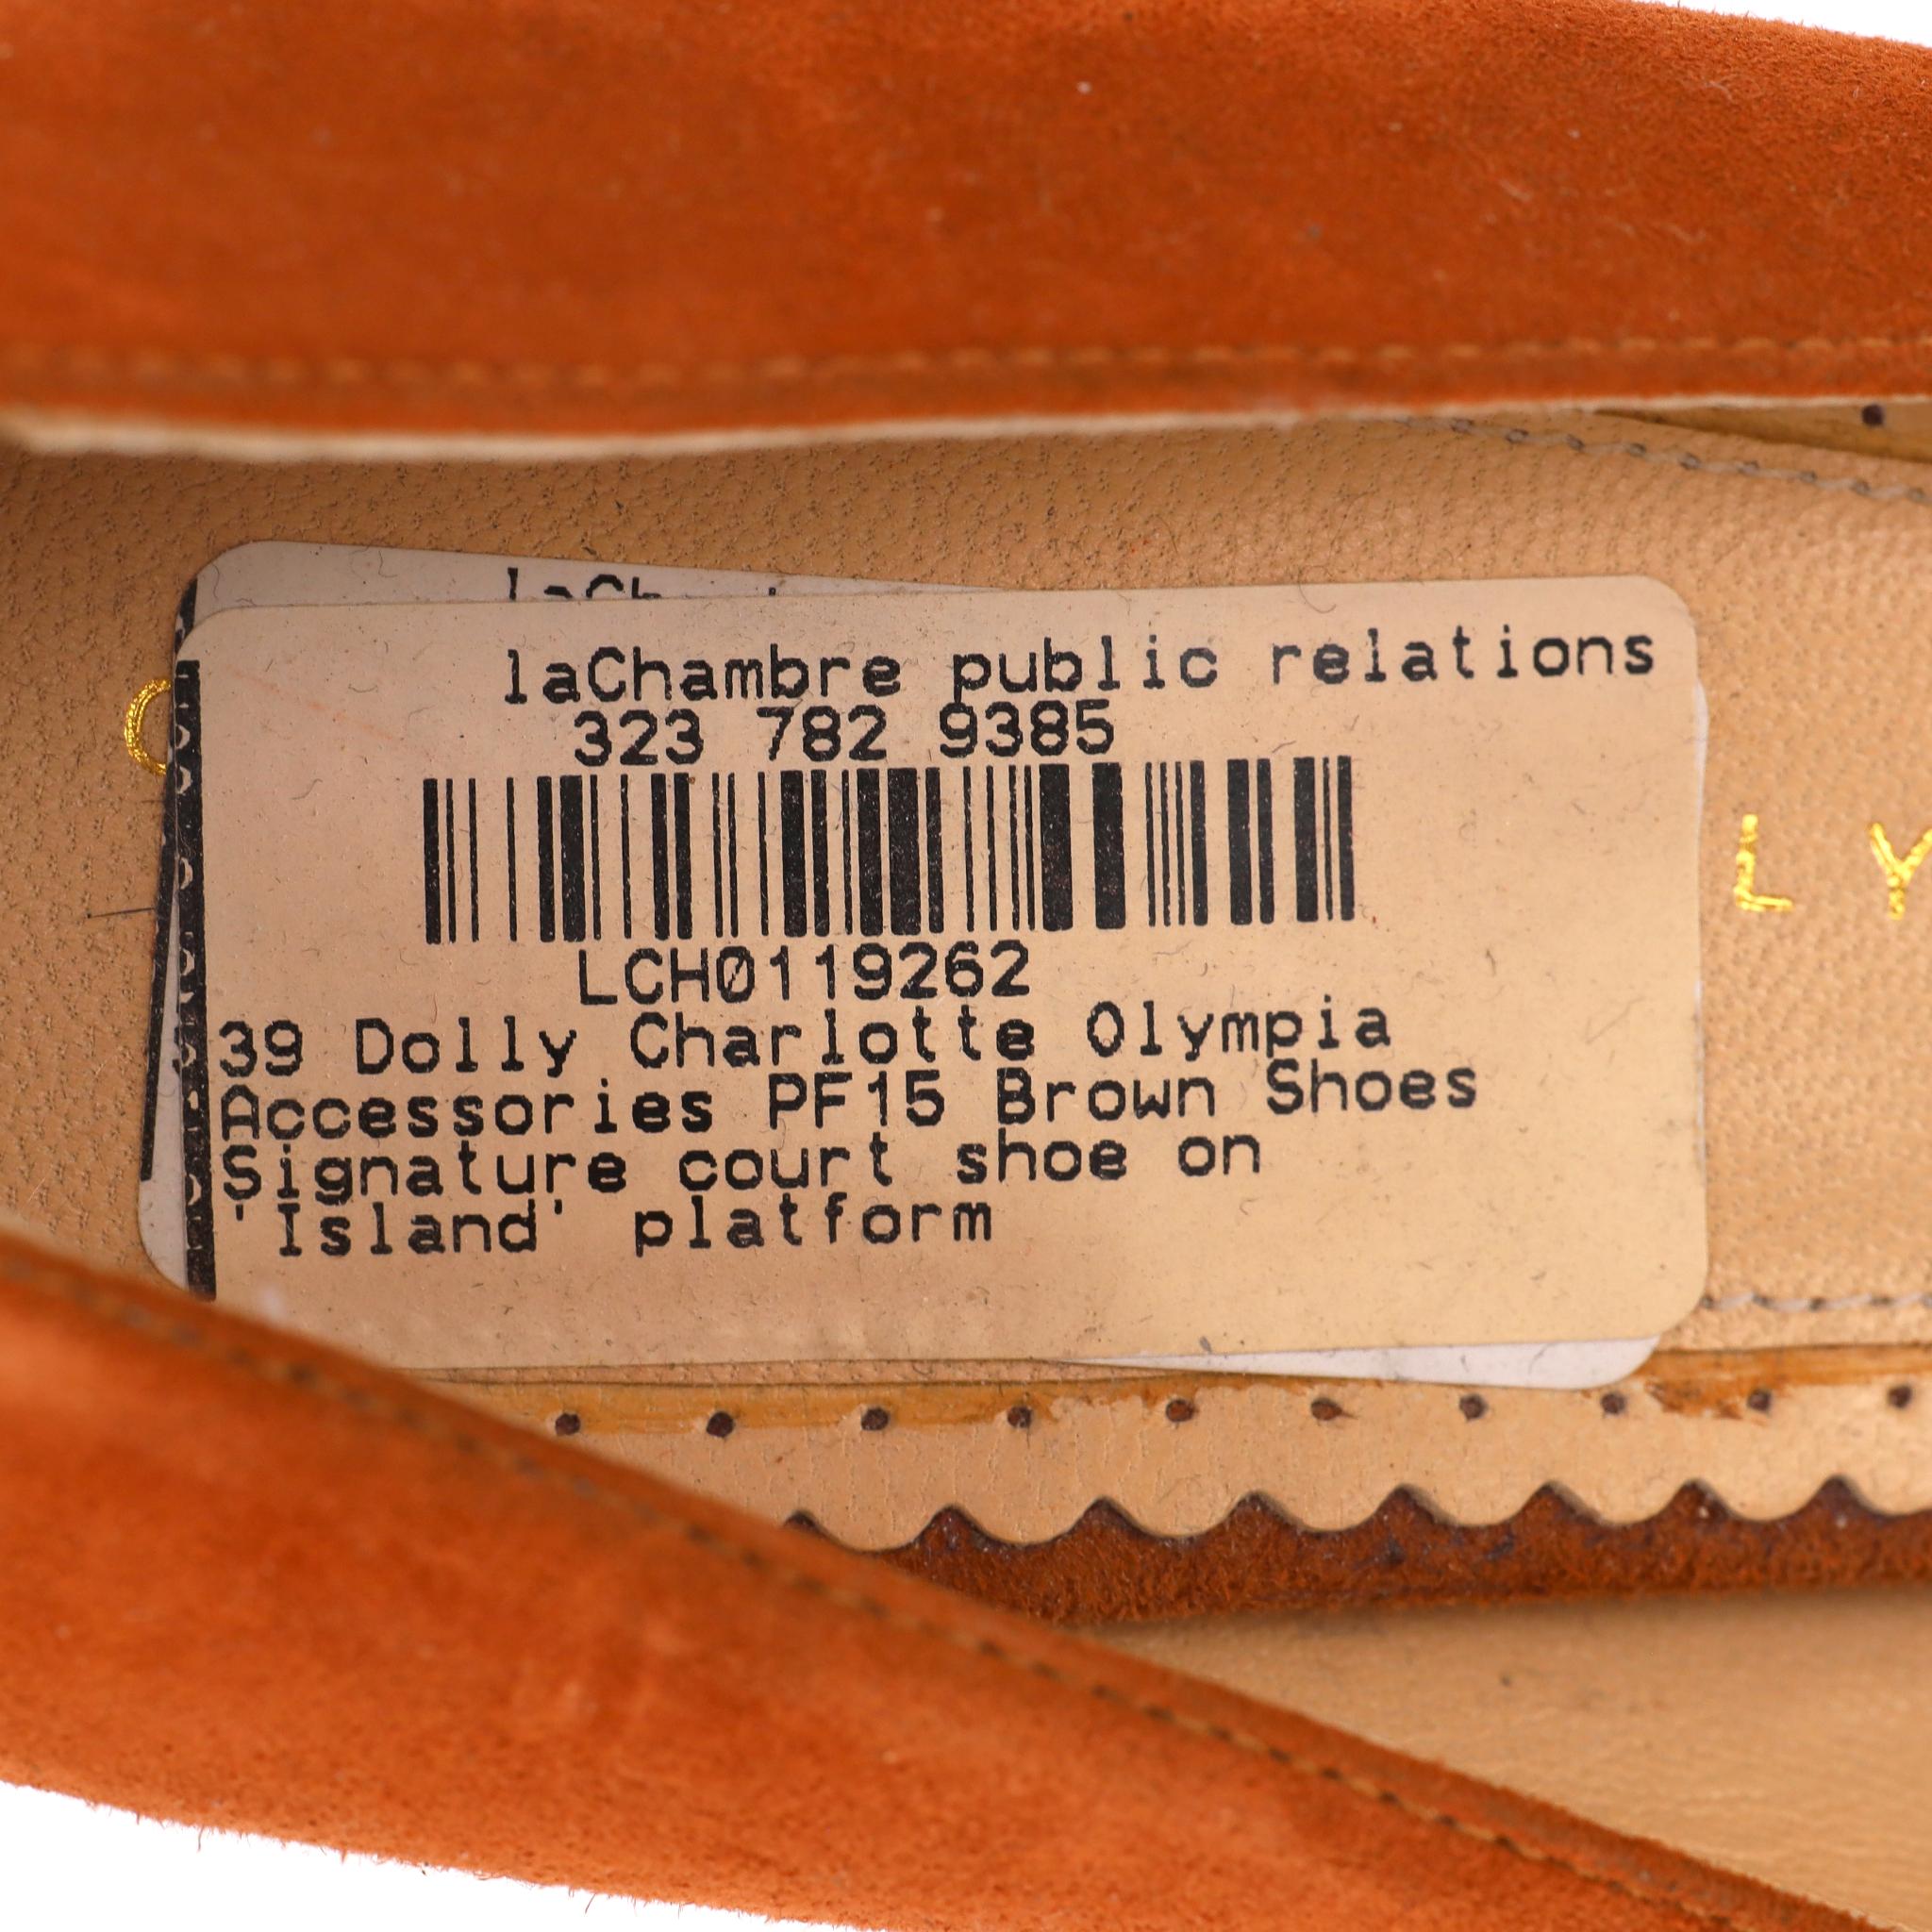 laChambre public relations
323 782 9385
LCH0119262
39 Dolly Charlotte Olympia
Accessories PF15 Brown Shoes
Signature court shoe on
'Island' platform
LY